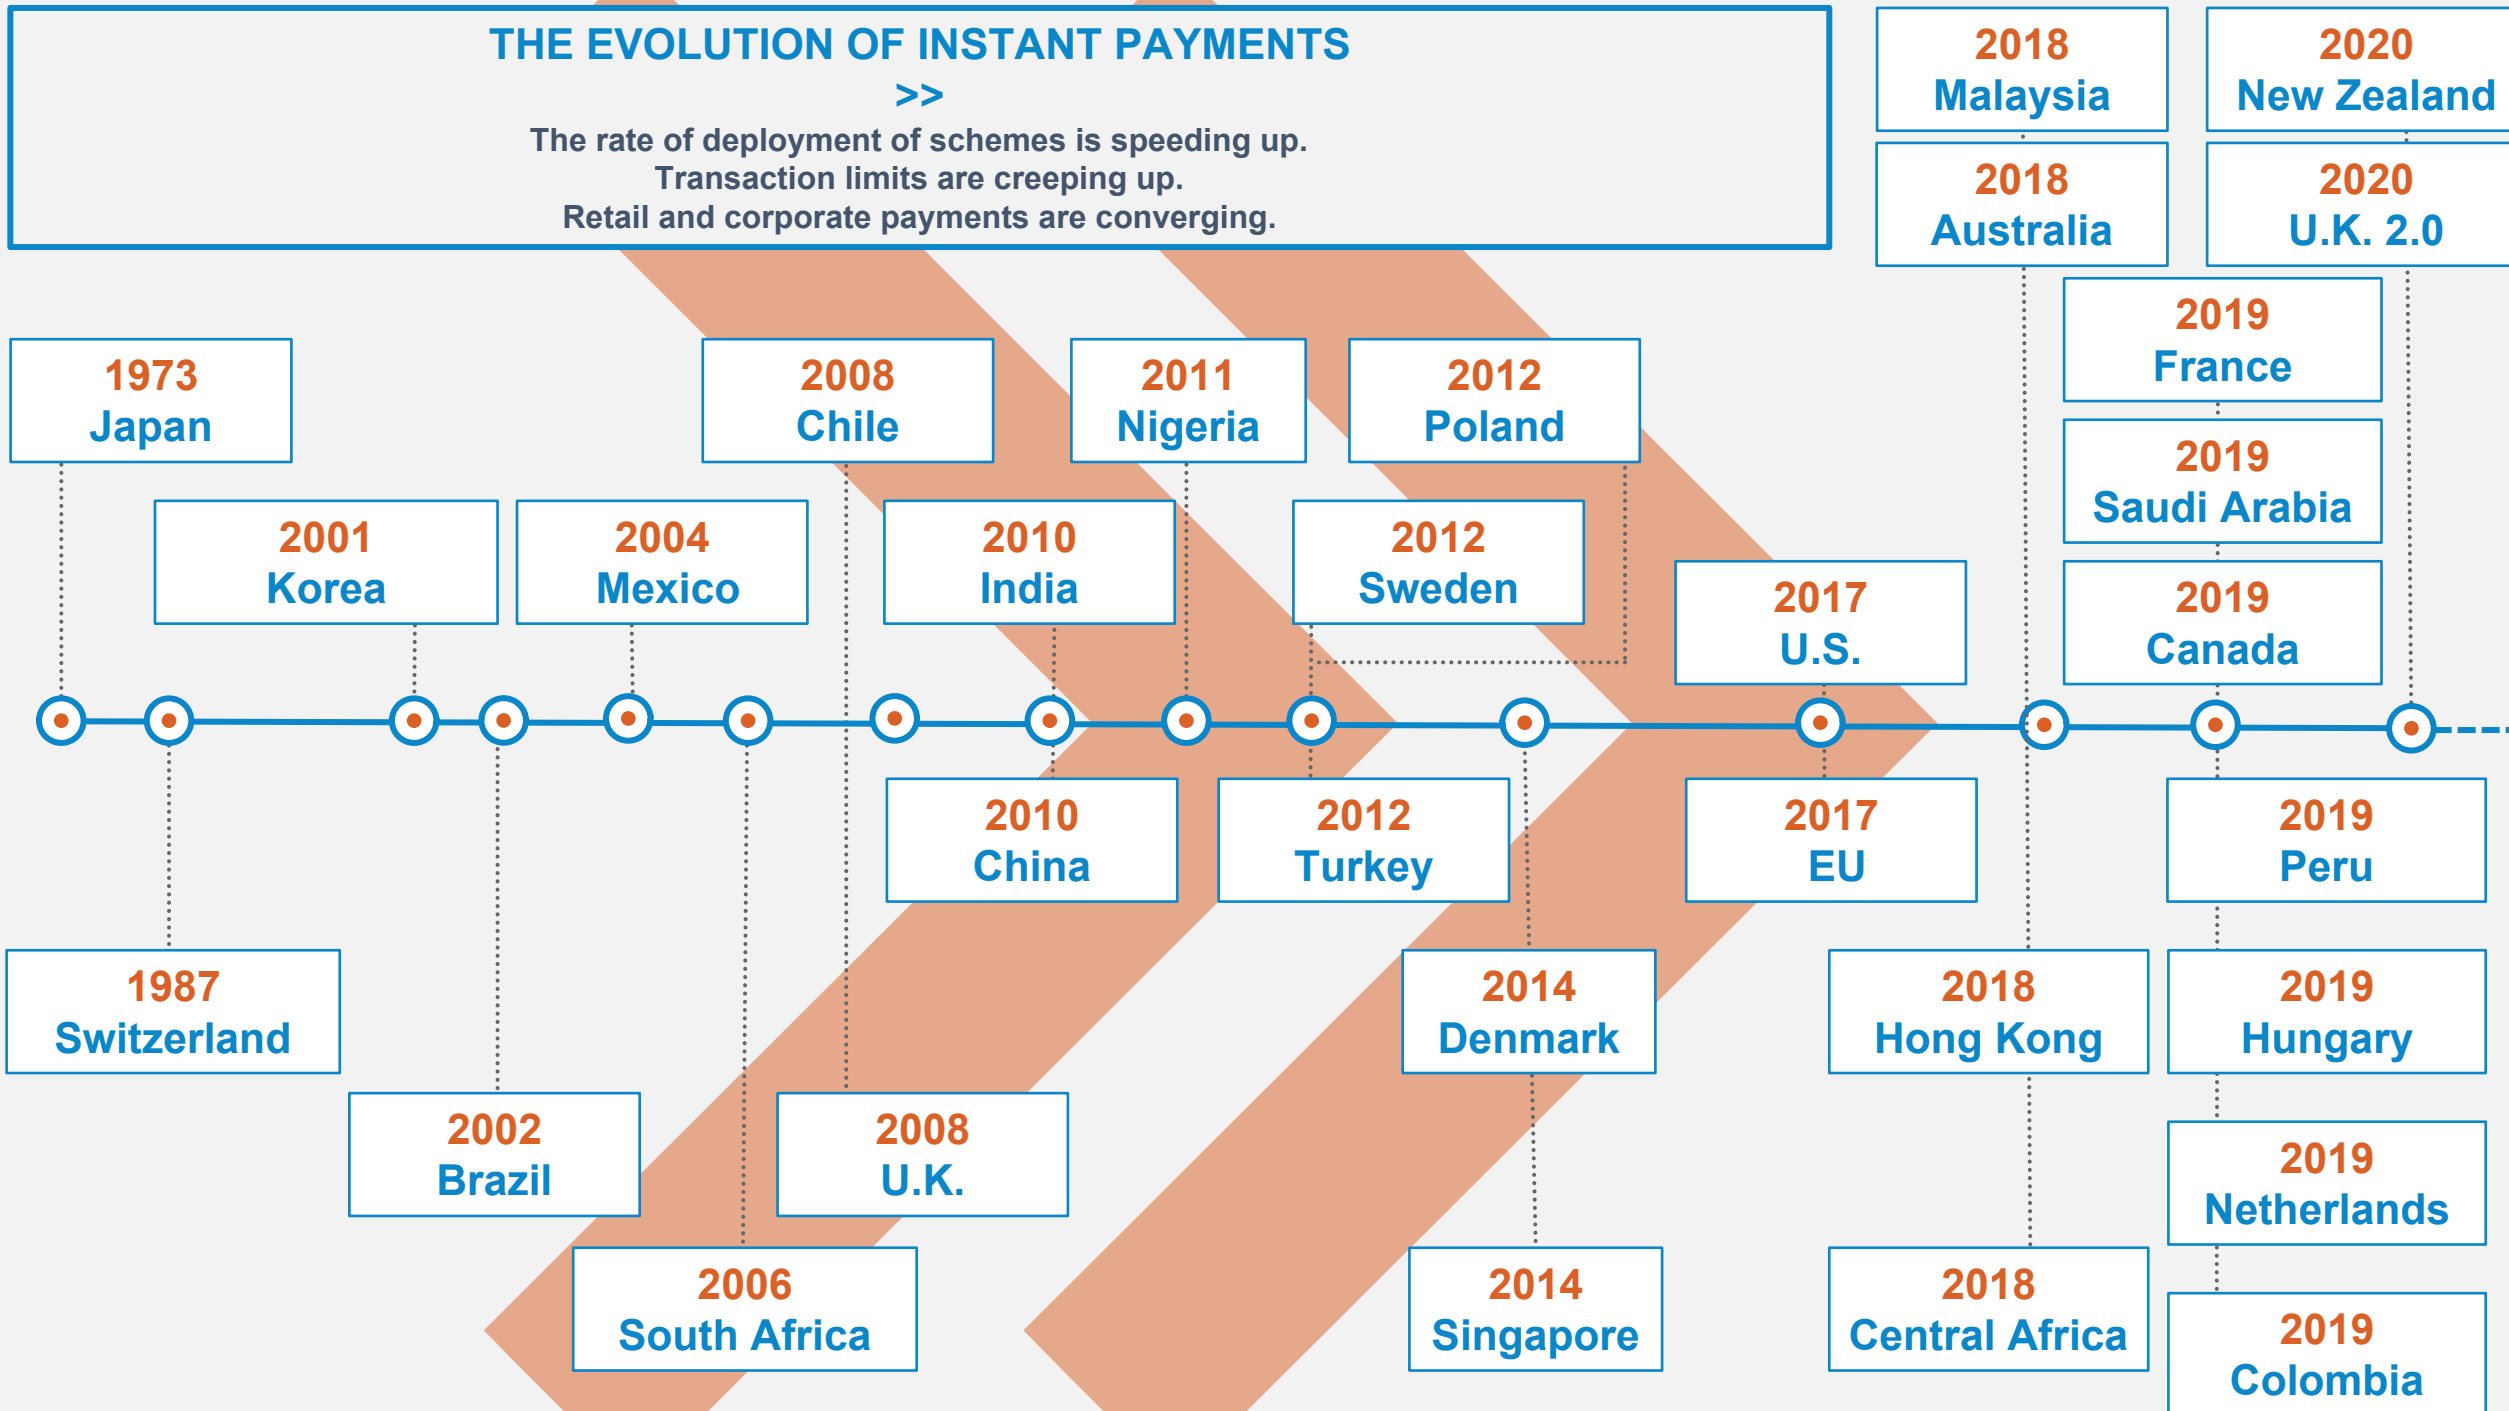 THE EVOLUTION OF INSTANT PAYMENTS
>>
The rate of deployment of schemes is speeding up.
Transaction limits are creeping up.
Retail and corporate payments are converging.
2018
Malaysia
2020
New Zealand
2018
Australia
2020
U.K. 2.0
2019
France
1973
Japan
2008
Chile
2011
Nigeria
2012
Poland
2019
Saudi Arabia
2001
Korea
2004
Mexico
2010
India
2012
Sweden
2017
U.S.
2019
Canada
2010
China
2012
Turkey
2017
EU
2019
Peru
1987
Switzerland
2014
Denmark
2018
Hong Kong
2019
Hungary
2002
Brazil
2008
U.K.
2019
Netherlands
2006
South Africa
2014
Singapore
2018
Central Africa
2019
Colombia